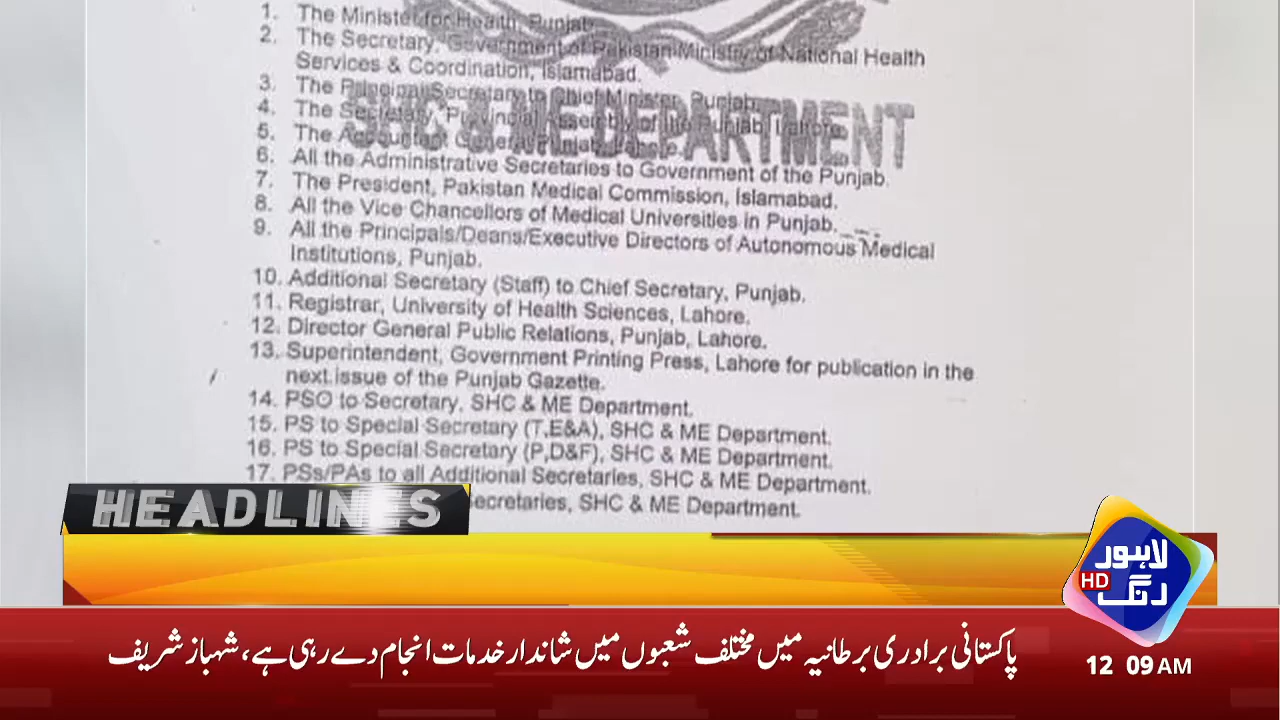 1. The Minister for Health, Punjab.
2. The Secretary, Government of Pakistan Ministry of National Health
Services & Coordination, Islamabad.
3. The Principal Secretary to Chief Minister, Punjab.
4. The Secretary, Provincial Assembly of the Punjab, Lahore.
5. The Accountant General Punjab, Lahore.
SHC & ME DEPARTMENT
6. All the Administrative Secretaries to Government of the Punjab.
7. The President, Pakistan Medical Commission, Islamabad.
8. All the Vice Chancellors of Medical Universities in Punjab.
9. All the Principals/Deans/Executive Directors of Autonomous Medical
Institutions, Punjab.
10. Additional Secretary (Staff) to Chief Secretary, Punjab.
11. Registrar, University of Health Sciences, Lahore.
12. Director General Public Relations, Punjab, Lahore.
13. Superintendent, Government Printing Press, Lahore for publication in the
next issue of the Punjab Gazette.
14. PSO to Secretary, SHC & ME Department.
15. PS to Special Secretary (T,E&A), SHC & ME Department.
16. PS to Special Secretary (P,D&F), SHC & ME Department.
17. PSs/PAs to all Additional Secretaries, SHC & ME Department.
Secretaries, SHC & ME Department.
HEADLINES
لاہور
HD
رنگ
پاکستانی برادری برطانیہ میں مختلف شعبوں میں شاندار خدمات انجام دے رہی ہے، شہباز شریف
12 09 AM